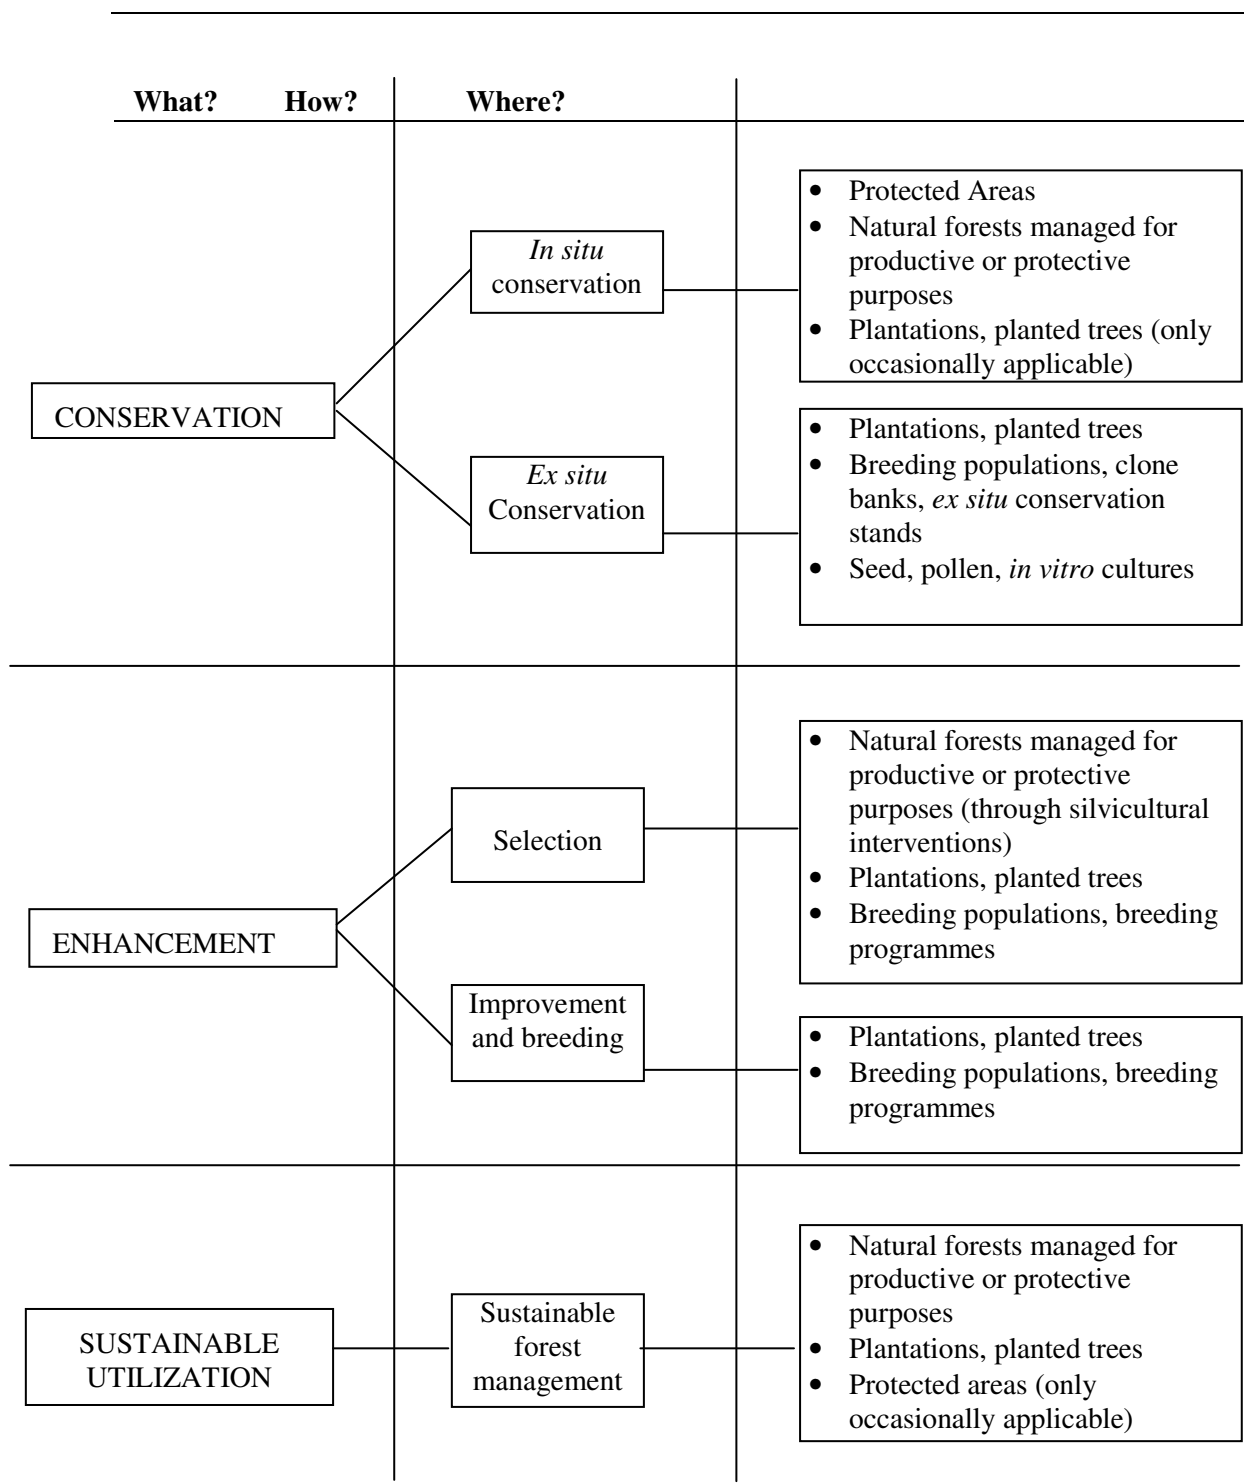 What? How? Where?
In situ
conservation
• Protected Areas
• Natural forests managed for
productive or protective
purposes
• Plantations, planted trees (only
occasionally applicable)
CONSERVATION
Ex situ
Conservation
• Plantations, planted trees
• Breeding populations, clone
banks, ex situ conservation
stands
• Seed, pollen, in vitro cultures
ENHANCEMENT
Selection
• Natural forests managed for
productive or protective
purposes (through silvicultural
interventions)
• Plantations, planted trees
• Breeding populations, breeding
programmes
Improvement
and breeding
• Plantations, planted trees
• Breeding populations, breeding
programmes
SUSTAINABLE
UTILIZATION
Sustainable
forest
management
• Natural forests managed for
productive or protective
purposes
• Plantations, planted trees
• Protected areas (only
occasionally applicable)